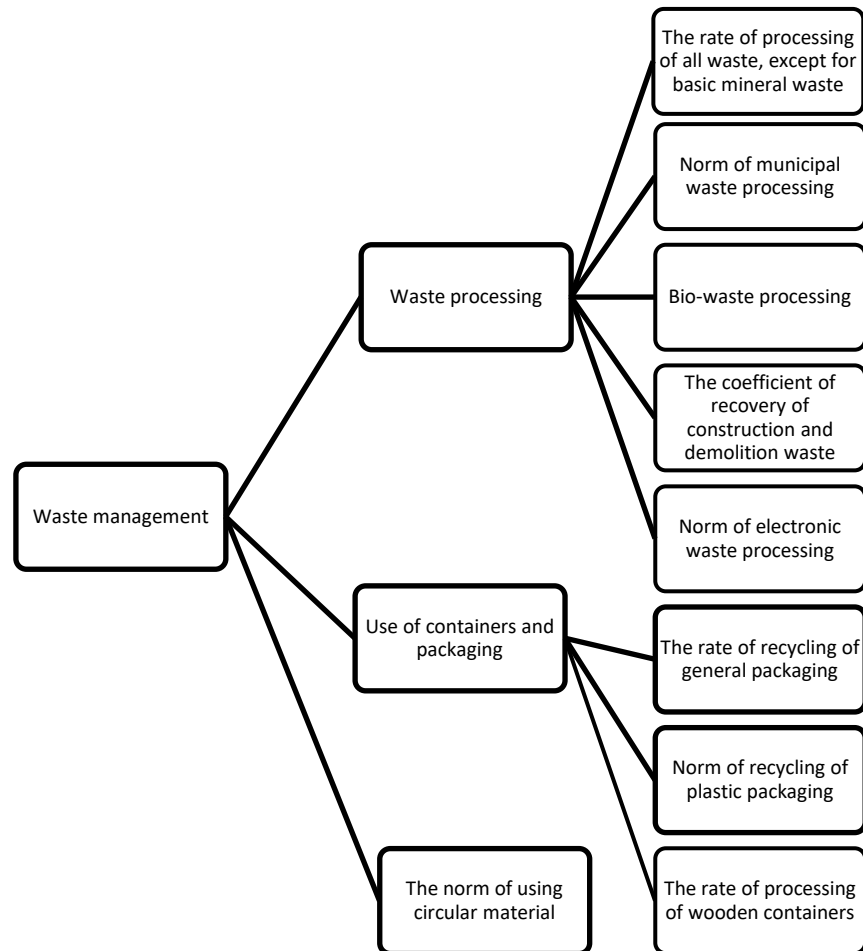 The rate of processing
of all waste, except for
basic mineral waste
Norm of municipal
waste processing
Waste processing
Bio-waste processing
The coefficient of
recovery of
construction and
demolition waste
Waste management
Norm of electronic
waste processing
Use of containers and
packaging
The rate of recycling of
general packaging
Norm of recycling of
plastic packaging
The norm of using
circular material
The rate of processing
of wooden containers